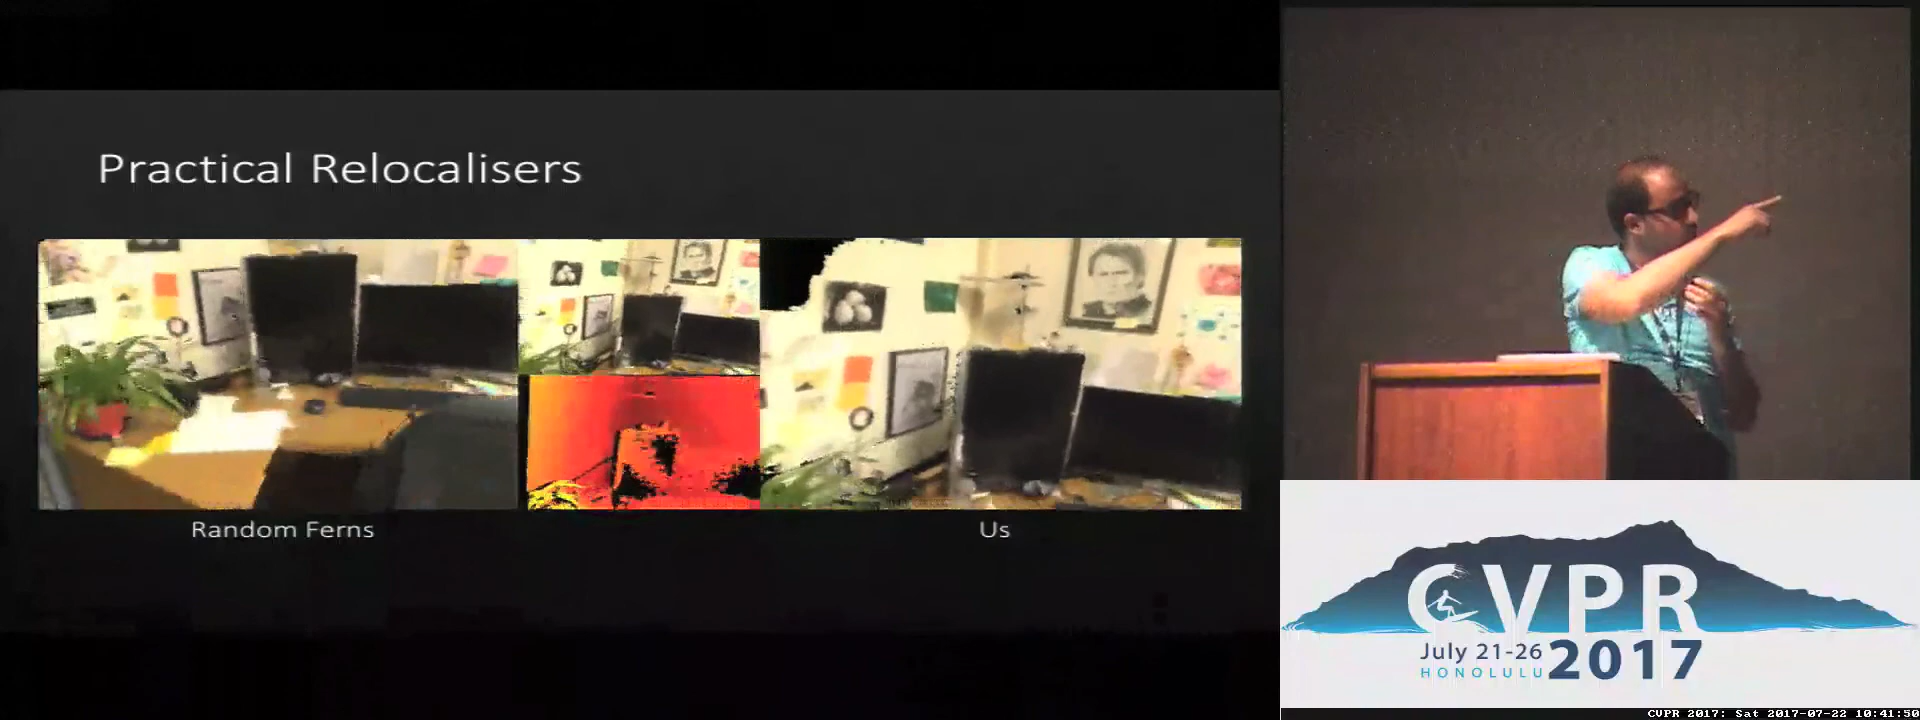 Practical Relocalisers
Random Ferns
Us
CVPR
July 21-26
HONOLULU
2017
CVPR 2017: Sat 2017-07-22 10:41:50